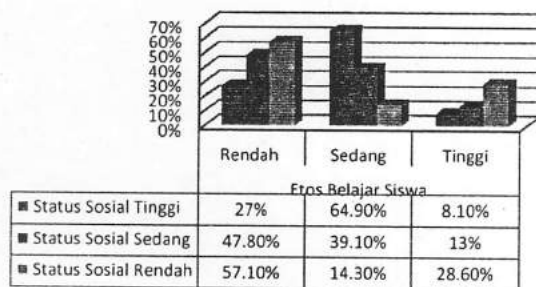 70%
60%
50%
40%
30%
20%
10%
0%
Rendah Sedang Tinggi
Etos Belajar Siswa
Status Sosial Tinggi 27% 64.90% 8.10%
Status Sosial Sedang 47.80% 39.10% 13%
Status Sosial Rendah 57.10% 14.30% 28.60%